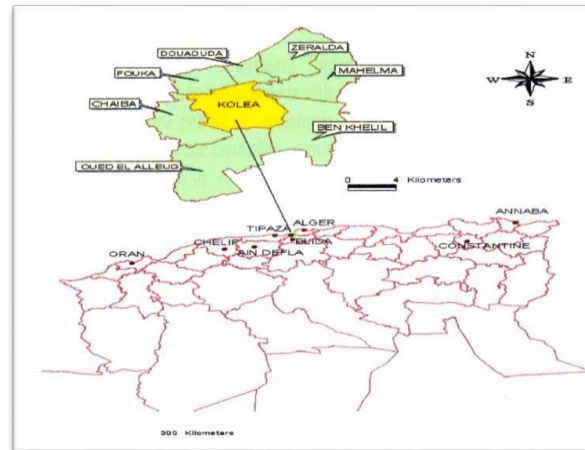 DOUAOUDA
ZERALDA
FOUKA
MAHELMA
CHAIBA
KOLEA
BEN KHELIL
OUED EL ALLEUG
N
W E
S
0 4 Kilometers
ANNABA
ALGER
TIPAZA
BLIDA
CHELIF
CONSTANTINE
ORAN
AIN DEFLA
Kilometers